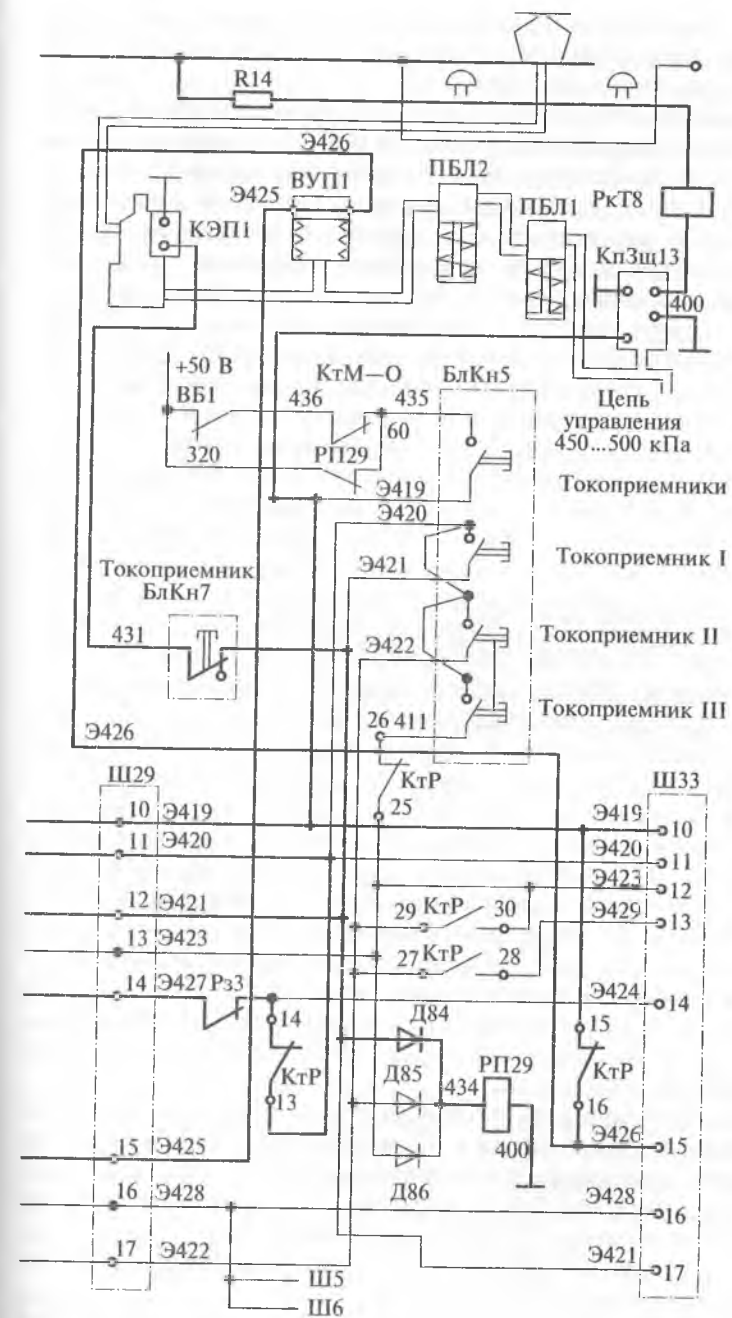 R14
Э426
Э425
ВУП1
ПБЛ2
ПБЛ1
РкТ8
КЭП1
КпЗщ13
400
+50 В
ВБ1
436
КтМ—О
435
БлКн5
60
320
РП29
Э419
Э420
Цепь
управления
450...500 кПа
Токоприемники
Э421
Токоприемник I
Токоприемник
БлКн7
431
Э422
Токоприемник II
Токоприемник III
Э426
26 411
КтР
25
Ш29
Ш33
10 Э419
Э419 10
11 Э420
Э420 11
12 Э421
Э423 12
29 КтР 30
Э429 13
13 Э423
27 КтР 28
14 Э427 Рз3
Э424 14
14
КтР
13
Д84
Д85
Д86
434
РП29
400
15
КтР
16
15 Э425
Э426 15
16 Э428
Э428 16
17 Э422
Э421 17
Ш5
Ш6